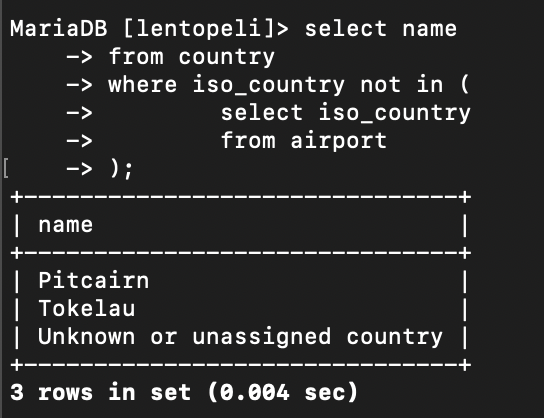 MariaDB [lentopeli]> select name
    -> from country
    -> where iso_country not in (
    ->         select iso_country
    ->         from airport
[    -> );
+---------------------------------+
| name                            |
+---------------------------------+
| Pitcairn                        |
| Tokelau                         |
| Unknown or unassigned country |
+---------------------------------+
3 rows in set (0.004 sec)